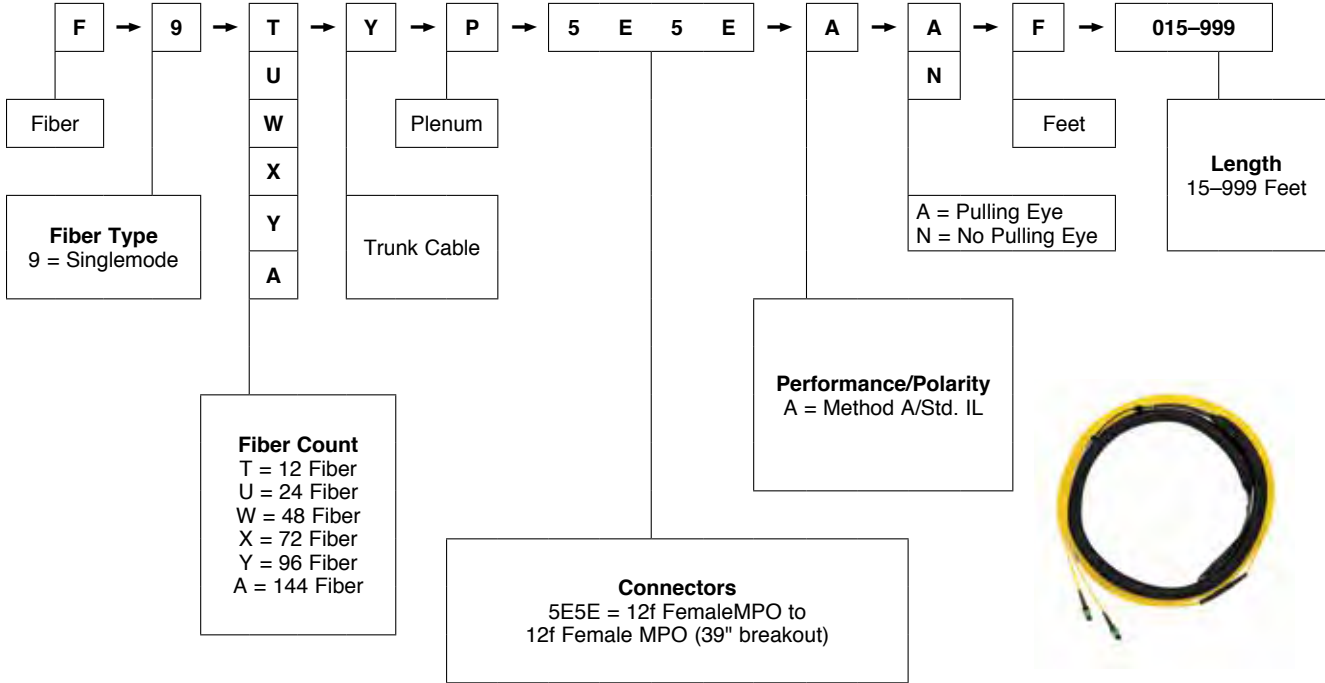 F → 9 → T → Y → P → 5 E 5 E → A → A → F → 015–999
U
N
Fiber
W
Plenum
Feet
X
Length
15–999 Feet
Fiber Type
9 = Singlemode
Y
Trunk Cable
A = Pulling Eye
N = No Pulling Eye
A
Performance/Polarity
A = Method A/Std. IL
Fiber Count
T = 12 Fiber
U = 24 Fiber
W = 48 Fiber
X = 72 Fiber
Y = 96 Fiber
A = 144 Fiber
Connectors
5E5E = 12f FemaleMPO to
12f Female MPO (39" breakout)